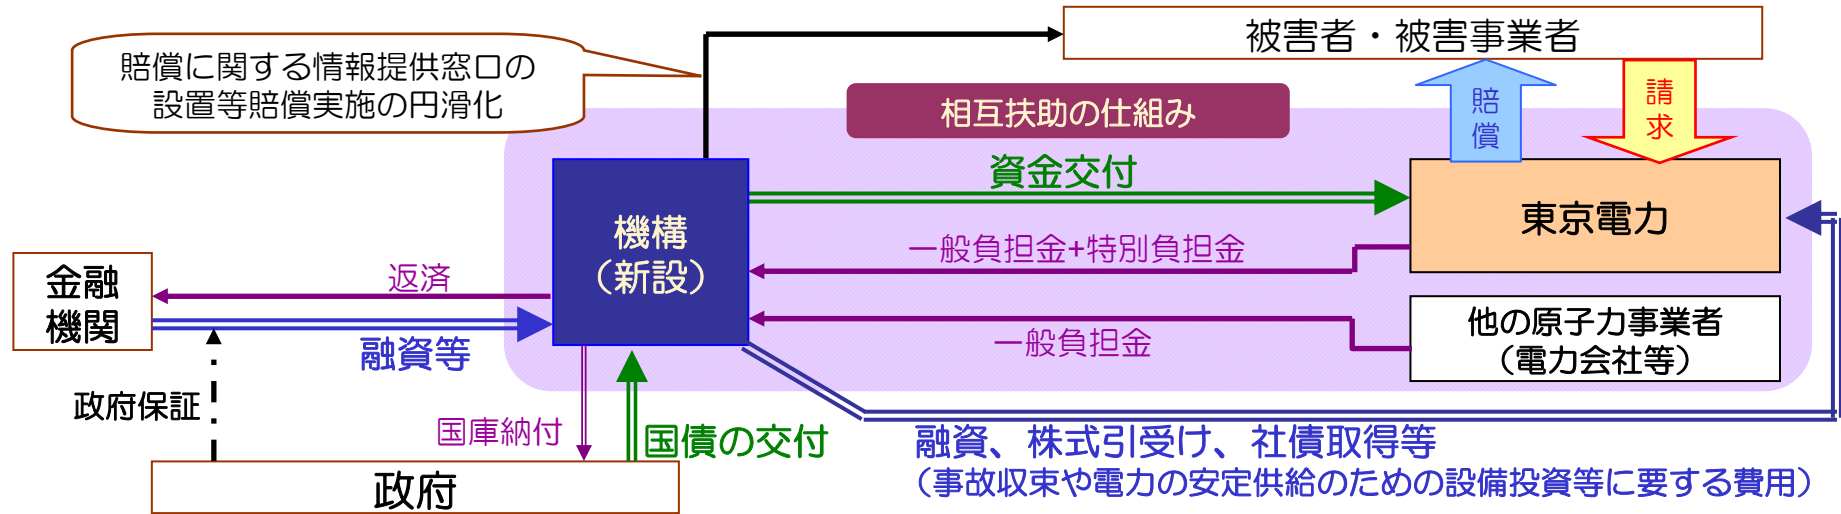 被害者・被害事業者
賠償に関する情報提供窓口の
設置等賠償実施の円滑化
相互扶助の仕組み
賠
償
請
求
資金交付
機構
（新設）
東京電力
一般負担金+特別負担金
金融
機関
返済
融資等
一般負担金
他の原子力事業者
（電力会社等）
政府保証
国庫納付
国債の交付
融資、株式引受け、社債取得等
（事故収束や電力の安定供給のための設備投資等に要する費用）
政府